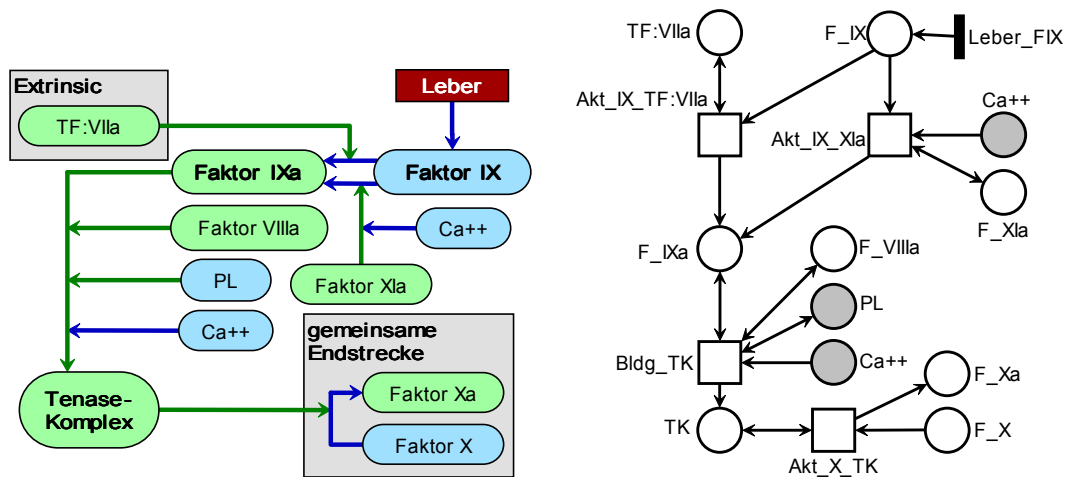 Extrinsic
TF:VIIa
Leber
Faktor IXa
Faktor IX
Faktor VIIIa
Ca++
PL
Faktor XIa
Ca++
gemeinsame
Endstrecke
Tenase-
Komplex
Faktor Xa
Faktor X
TF:VIIa
F_IX
Leber_FIX
Akt_IX_TF:VIIa
Ca++
Akt_IX_XIa
F_XIa
F_IXa
F_VIIIa
PL
Bldg_TK
Ca++
F_Xa
TK
F_X
Akt_X_TK